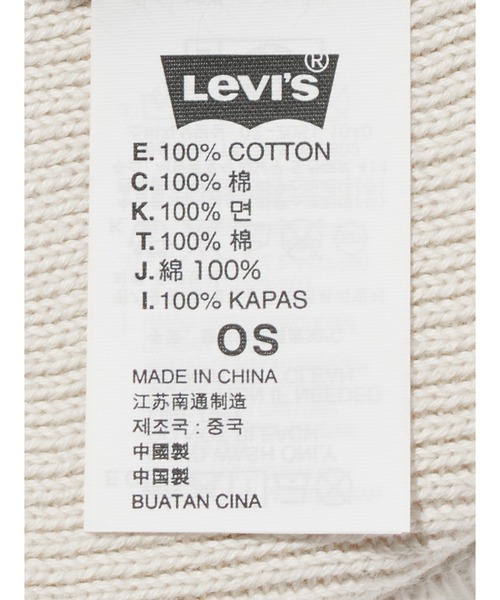 Levi's®
E. 100% COTTON
C. 100% 棉
K. 100% 면
T. 100% 棉
J. 綿 100%
I. 100% KAPAS
OS
MADE IN CHINA
江苏南通制造
제조국 : 중국
中國製
中国製
BUATAN CINA